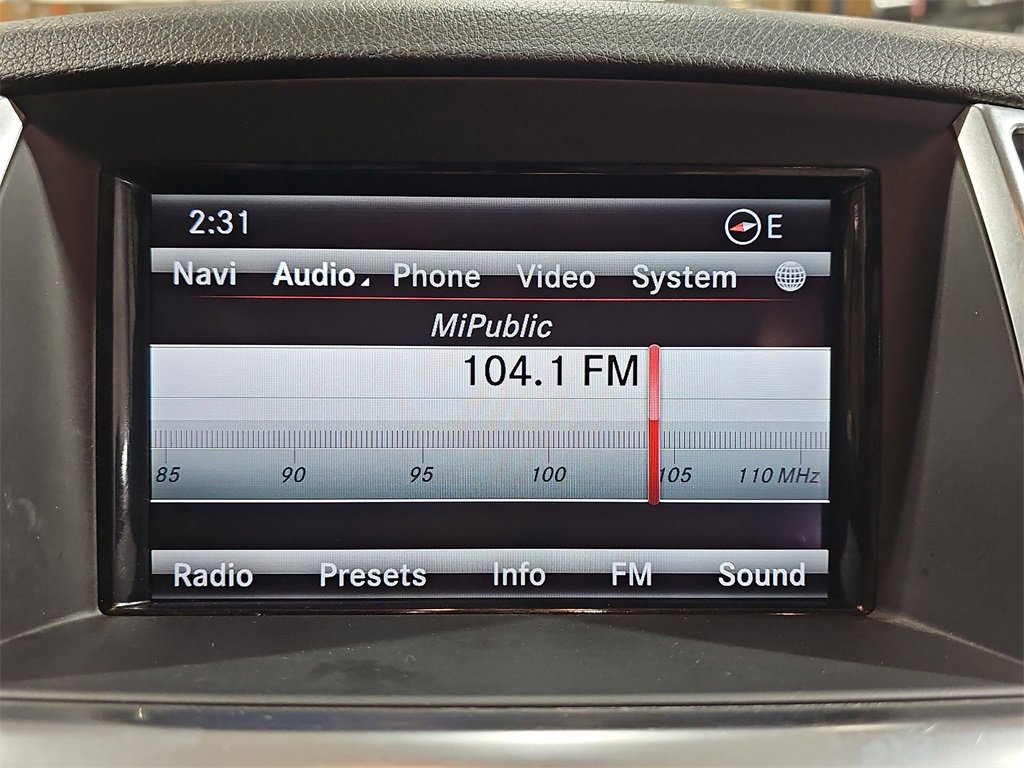 2:31 E
Navi Audio Phone Video System
MiPublic
104.1 FM
85 90 95 100 105 110 MHz
Radio Presets Info FM Sound